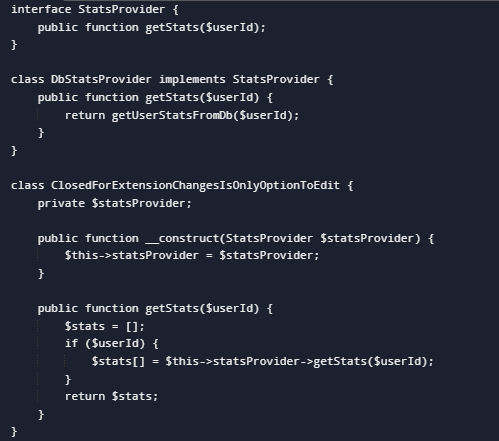 interface StatsProvider {
    public function getStats($userId);
}

class DbStatsProvider implements StatsProvider {
    public function getStats($userId) {
        return getUserStatsFromDb($userId);
    }
}

class ClosedForExtensionChangesIsOnlyOptionToEdit {
    private $statsProvider;

    public function __construct(StatsProvider $statsProvider) {
        $this->statsProvider = $statsProvider;
    }

    public function getStats($userId) {
        $stats = [];
        if ($userId) {
            $stats[] = $this->statsProvider->getStats($userId);
        }
        return $stats;
    }
}